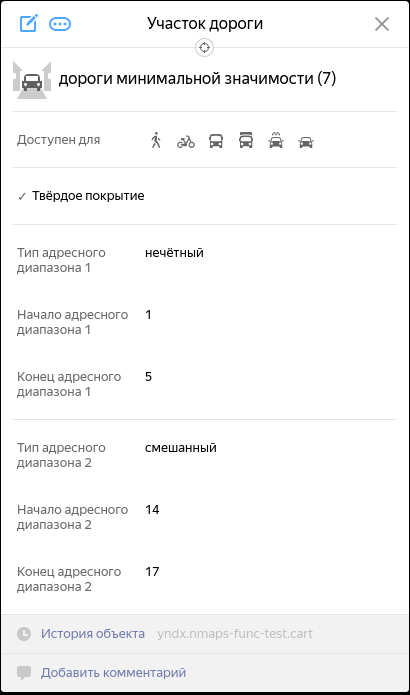 Участок дороги
дороги минимальной значимости (7)
Доступен для
✓ Твёрдое покрытие
Тип адресного
диапазона 1
нечётный
Начало адресного
диапазона 1
1
Конец адресного
диапазона 1
5
Тип адресного
диапазона 2
смешанный
Начало адресного
диапазона 2
14
Конец адресного
диапазона 2
17
История объекта yndx.nmaps-func-test.cart
Добавить комментарий